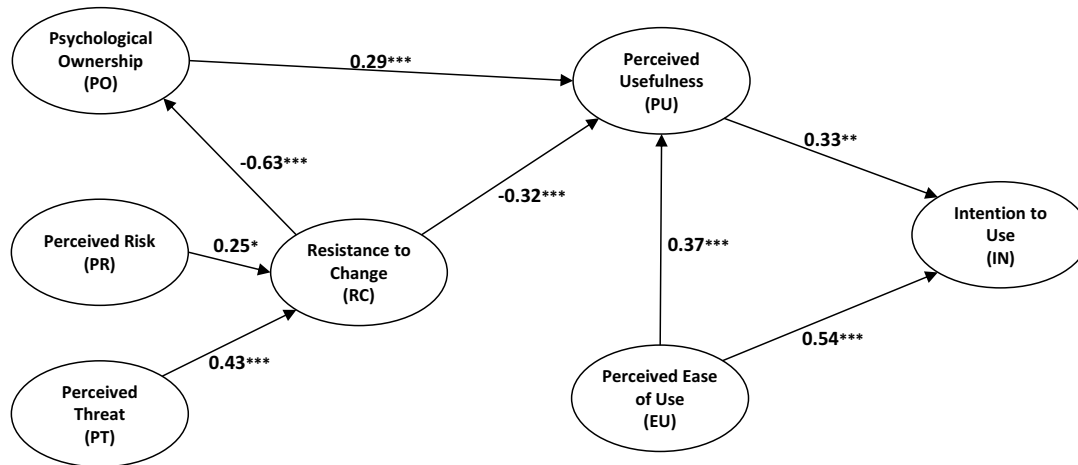 Psychological
Ownership
(PO)
0.29***
Perceived
Usefulness
(PU)
-0.63***
-0.32***
0.33**
Perceived Risk
(PR)
0.25*
Resistance to
Change
(RC)
0.37***
Intention to
Use
(IN)
0.43***
0.54***
Perceived
Threat
(PT)
Perceived Ease
of Use
(EU)